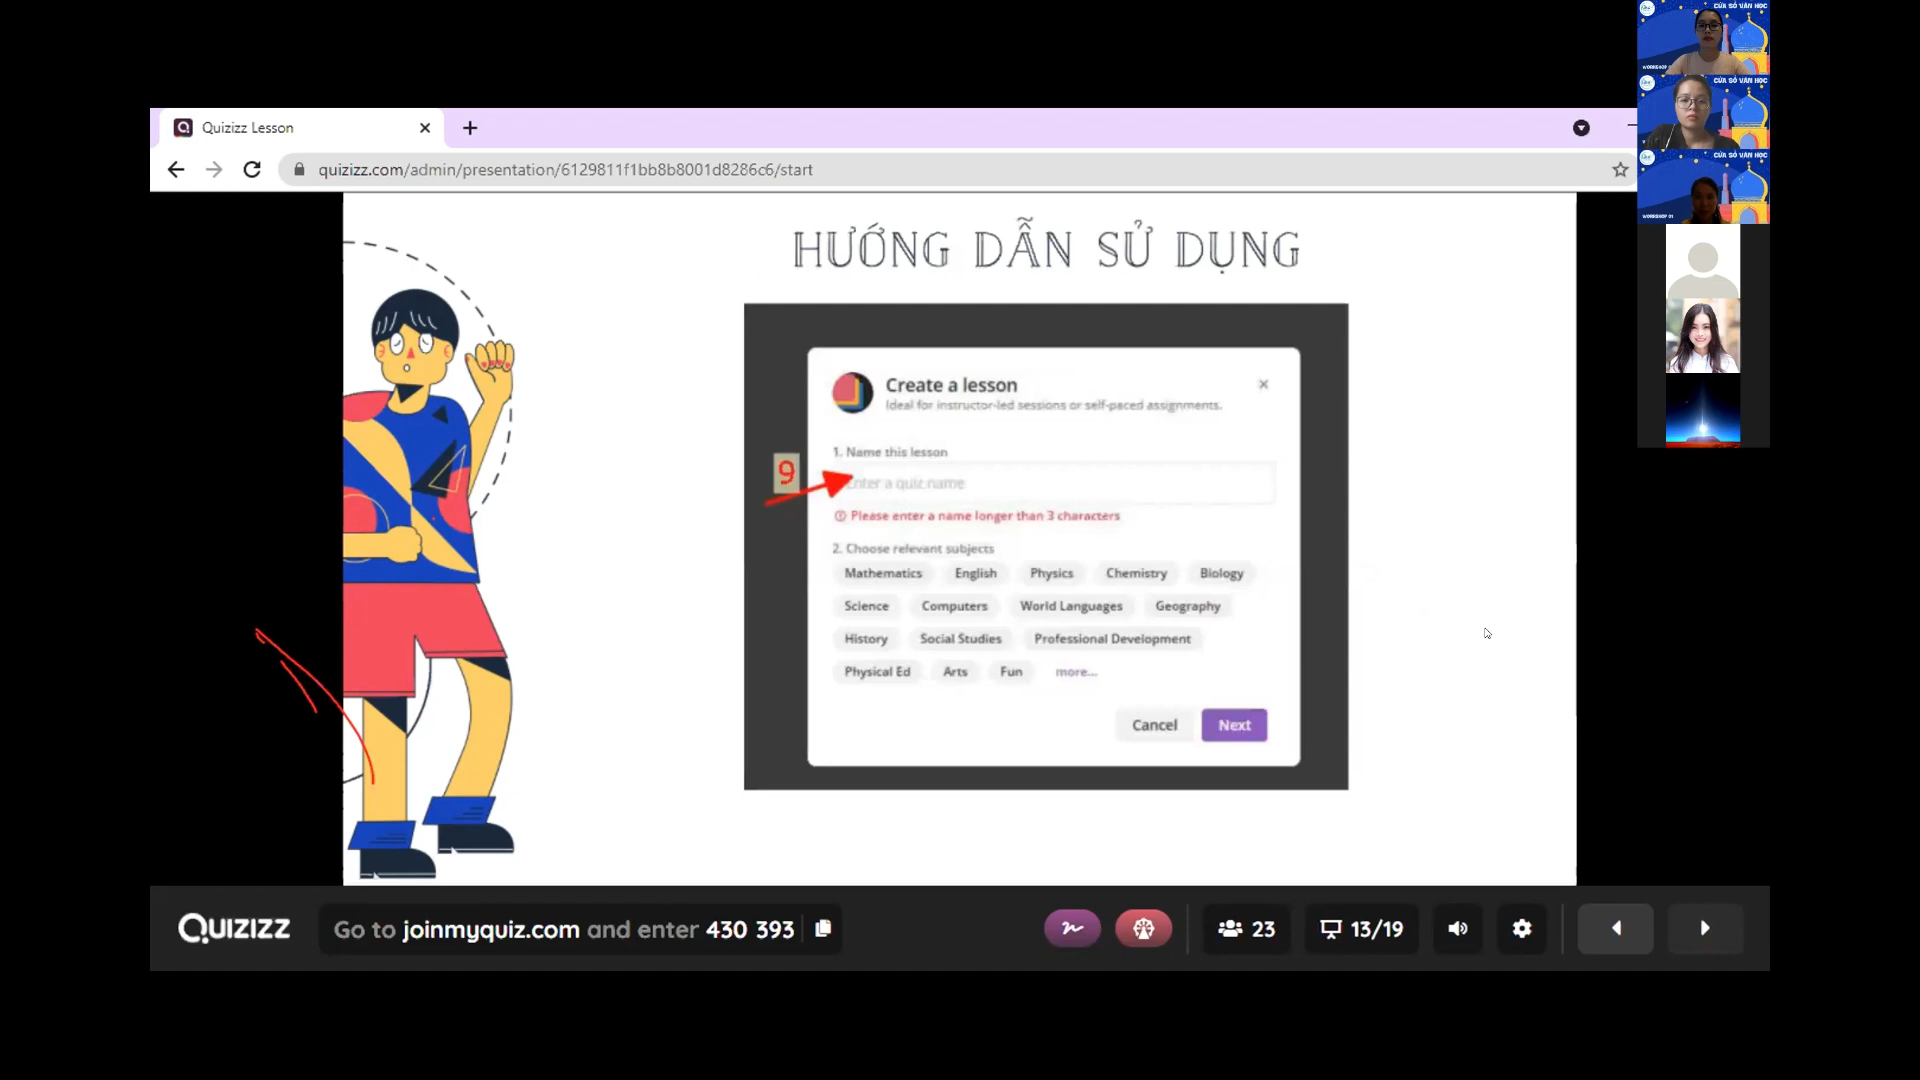 Quizizz Lesson
quizizz.com/admin/presentation/6129811f1bb8b8001d8286c6/start
HƯỚNG DẪN SỬ DỤNG
Create a lesson
Ideal for instructor-led sessions or self-paced assignments.
1. Name this lesson
9
Enter a quiz name
Please enter a name longer than 3 characters
2. Choose relevant subjects
Mathematics English Physics Chemistry Biology
Science Computers World Languages Geography
History Social Studies Professional Development
Physical Ed Arts Fun more...
Cancel Next
Quizizz Go to joinmyquiz.com and enter 430 393 23 13/19
CỬA SỔ VĂN HỌC
WORKSHOP
CỬA SỔ VĂN HỌC
CỬA SỔ VĂN HỌC
WORKSHOP 01